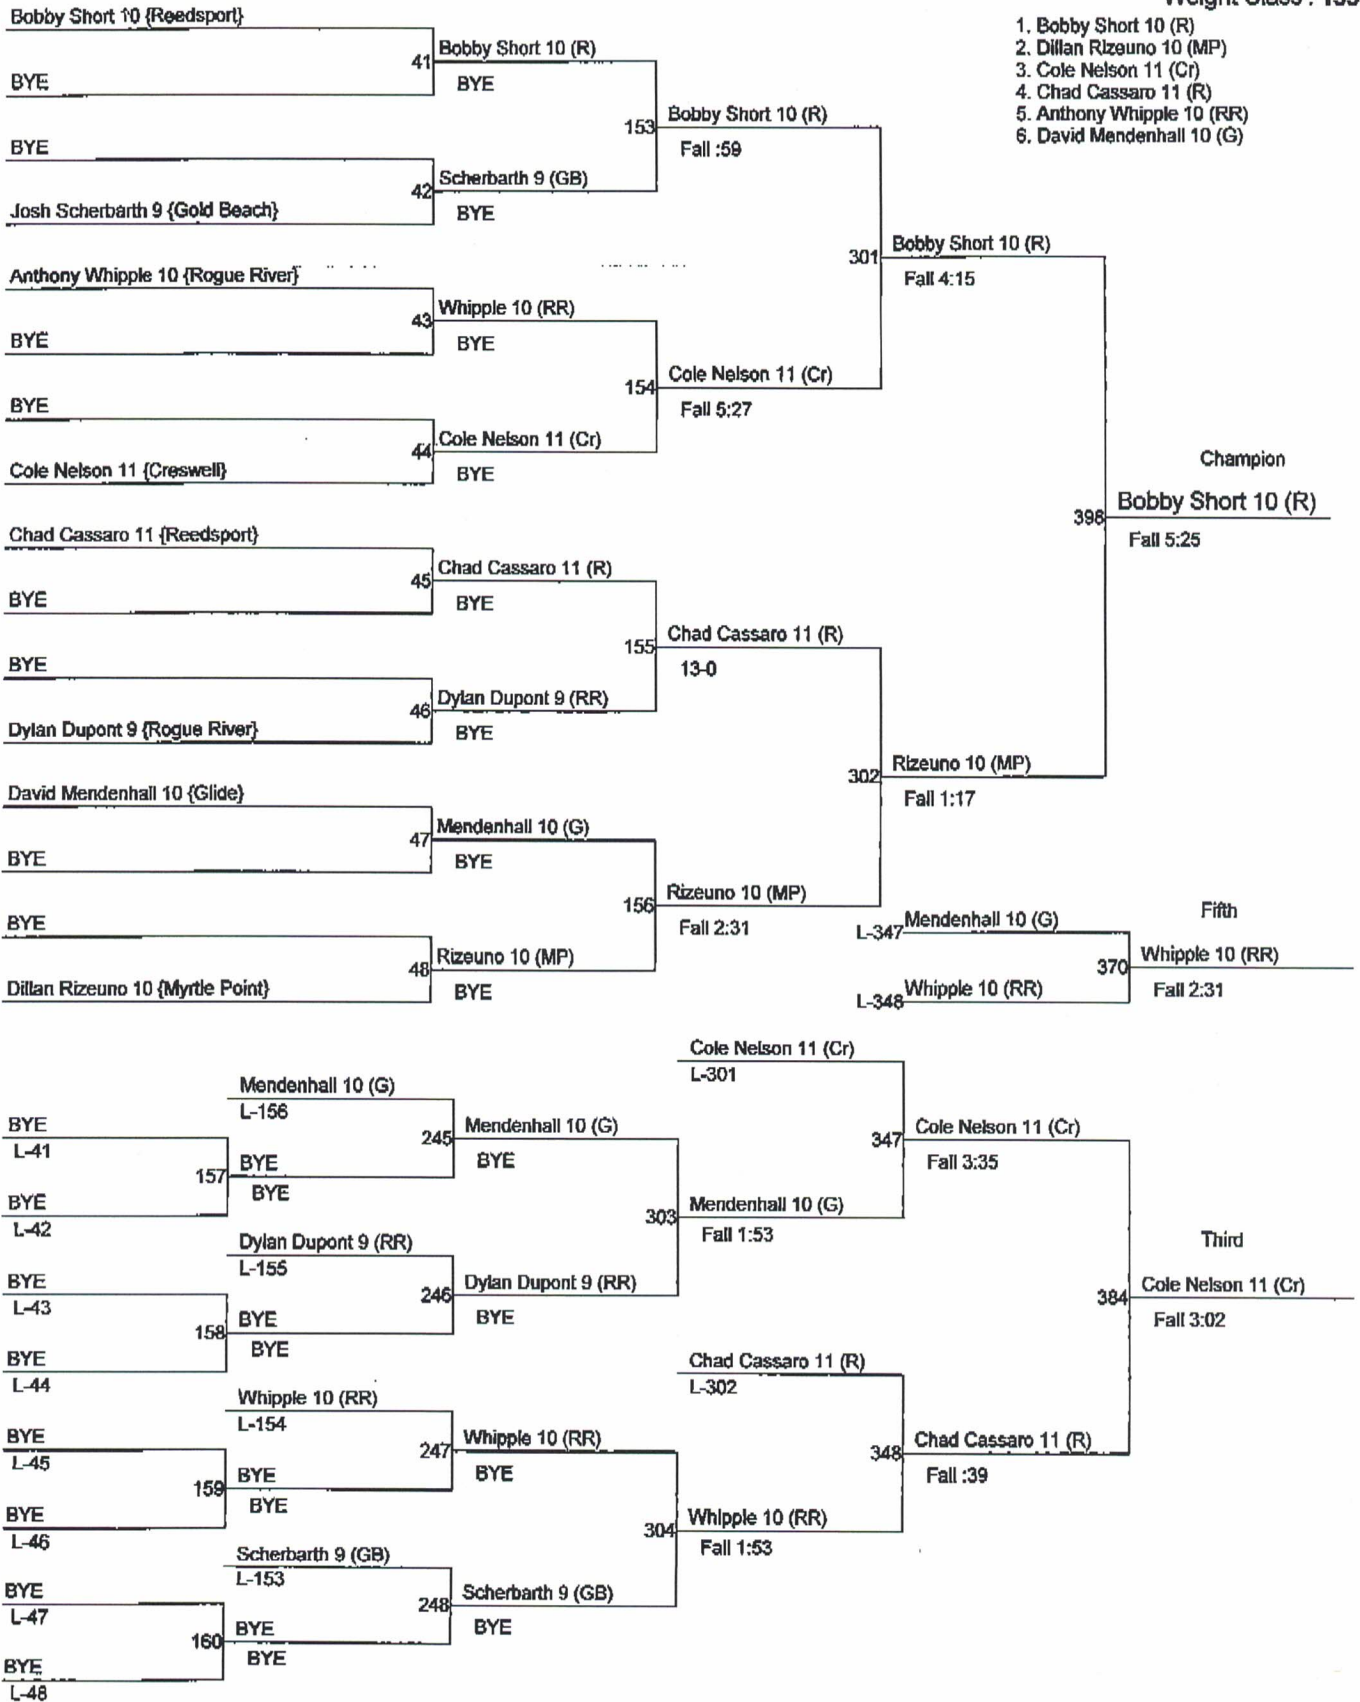 Weight Class :
1. Bobby Short 10 (R)
2. Dillan Rizeuno 10 (MP)
3. Cole Nelson 11 (Cr)
4. Chad Cassaro 11 (R)
5. Anthony Whipple 10 (RR)
6. David Mendenhall 10 (G)
Bobby Short 10 {Reedsport}
41
Bobby Short 10 (R)
BYE
BYE
153
Bobby Short 10 (R)
Fall :59
BYE
42
Scherbarth 9 (GB)
BYE
Josh Scherbarth 9 {Gold Beach}
301
Bobby Short 10 (R)
Fall 4:15
Anthony Whipple 10 {Rogue River}
43
Whipple 10 (RR)
BYE
BYE
154
Cole Nelson 11 (Cr)
Fall 5:27
BYE
44
Cole Nelson 11 (Cr)
BYE
Cole Nelson 11 {Creswell}
Champion
398
Bobby Short 10 (R)
Fall 5:25
Chad Cassaro 11 {Reedsport}
45
Chad Cassaro 11 (R)
BYE
BYE
155
Chad Cassaro 11 (R)
13-0
BYE
46
Dylan Dupont 9 (RR)
BYE
Dylan Dupont 9 {Rogue River}
302
Rizeuno 10 (MP)
Fall 1:17
David Mendenhall 10 {Glide}
47
Mendenhall 10 (G)
BYE
BYE
156
Rizeuno 10 (MP)
Fall 2:31
BYE
48
Rizeuno 10 (MP)
BYE
Dillan Rizeuno 10 {Myrtle Point}
Fifth
L-347
Mendenhall 10 (G)
370
Whipple 10 (RR)
Fall 2:31
L-348
Whipple 10 (RR)
Cole Nelson 11 (Cr)
L-301
Mendenhall 10 (G)
L-156
BYE
L-41
245
Mendenhall 10 (G)
BYE
347
Cole Nelson 11 (Cr)
Fall 3:35
157
BYE
BYE
BYE
L-42
303
Mendenhall 10 (G)
Fall 1:53
Dylan Dupont 9 (RR)
L-155
Third
BYE
L-43
246
Dylan Dupont 9 (RR)
BYE
384
Cole Nelson 11 (Cr)
Fall 3:02
158
BYE
BYE
BYE
L-44
Chad Cassaro 11 (R)
L-302
Whipple 10 (RR)
L-154
BYE
L-45
247
Whipple 10 (RR)
BYE
348
Chad Cassaro 11 (R)
Fall :39
159
BYE
BYE
BYE
L-46
304
Whipple 10 (RR)
Fall 1:53
Scherbarth 9 (GB)
L-153
BYE
L-47
248
Scherbarth 9 (GB)
BYE
160
BYE
BYE
BYE
L-48